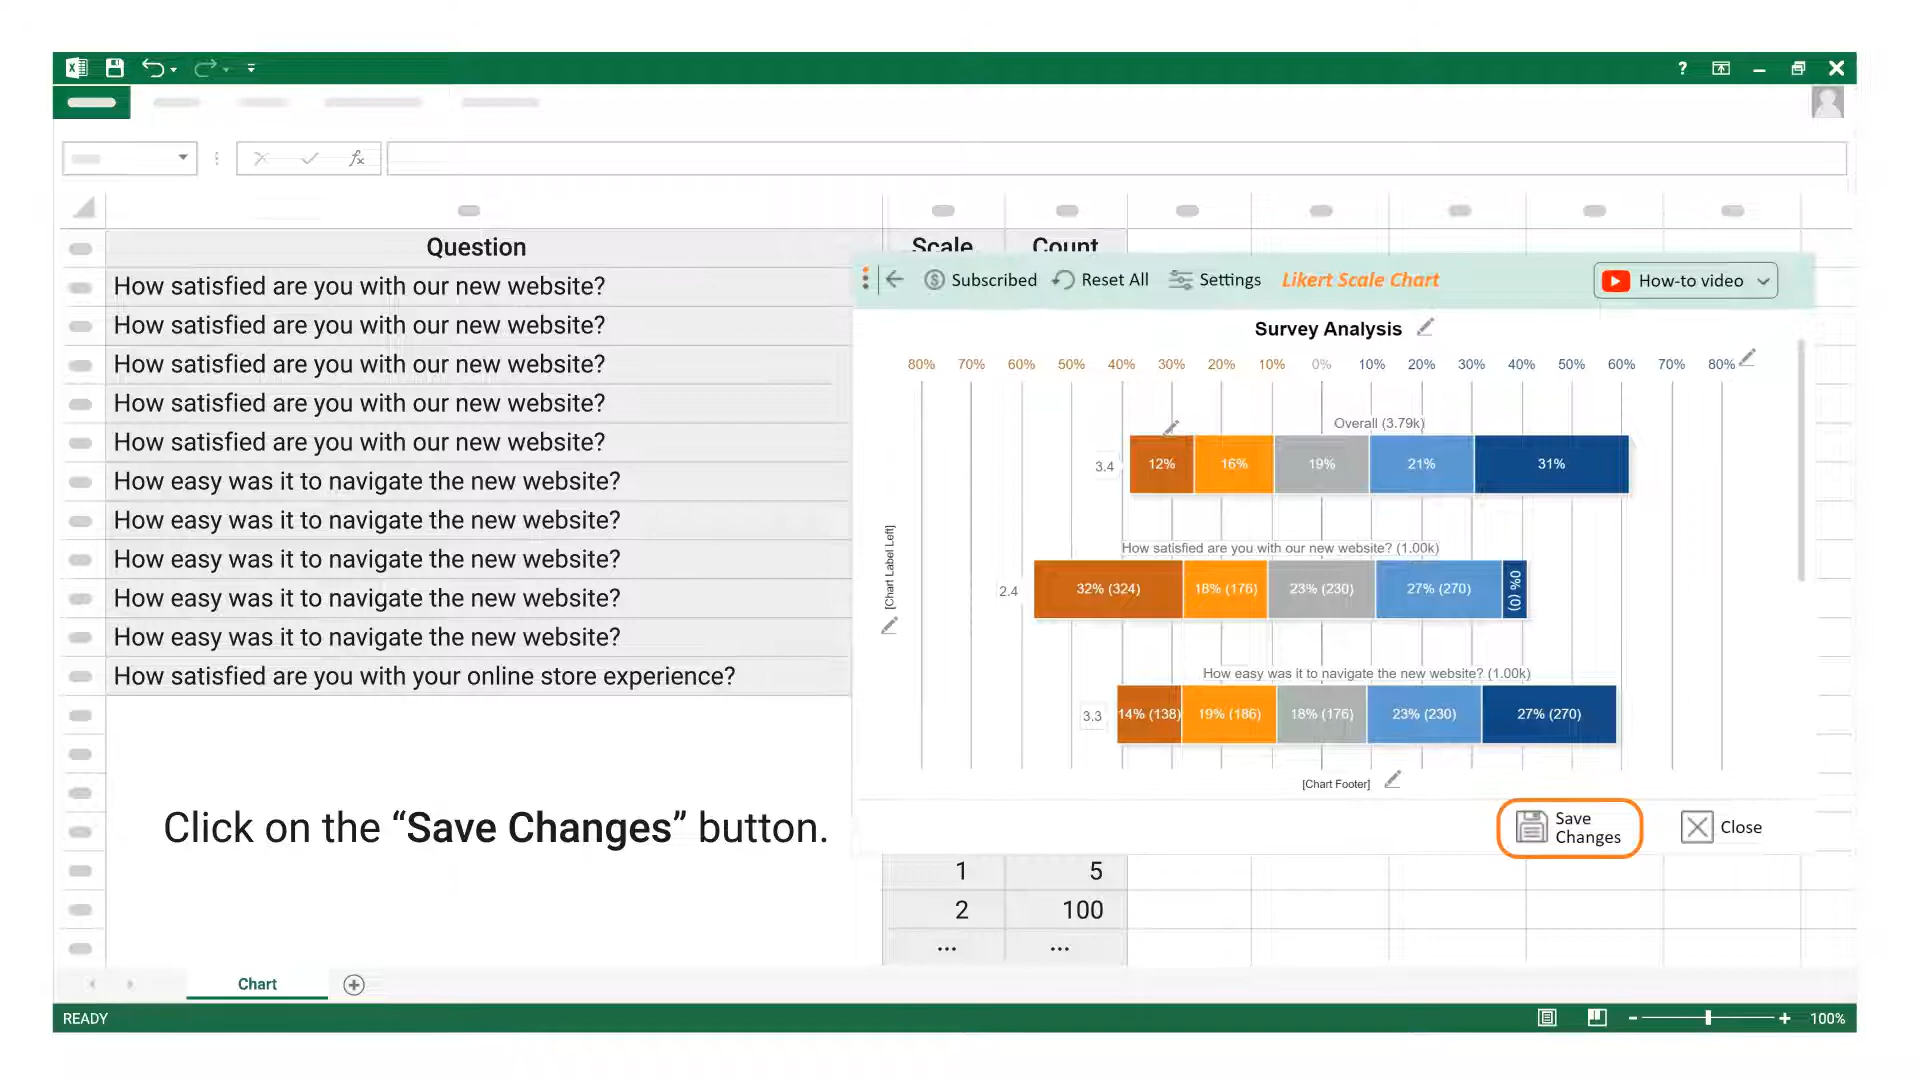 Question
Scale
Count
How satisfied are you with our new website?
How satisfied are you with our new website?
How satisfied are you with our new website?
How satisfied are you with our new website?
How satisfied are you with our new website?
How easy was it to navigate the new website?
How easy was it to navigate the new website?
How easy was it to navigate the new website?
How easy was it to navigate the new website?
How easy was it to navigate the new website?
How satisfied are you with your online store experience?
Click on the “Save Changes” button.
Subscribed Reset All Settings Likert Scale Chart How-to video
Survey Analysis
80% 70% 60% 50% 40% 30% 20% 10% 0% 10% 20% 30% 40% 50% 60% 70% 80%
Overall (3.79k)
3.4 12% 16% 19% 21% 31%
[Chart Label Left]
How satisfied are you with our new website? (1.00k)
2.4 32% (324) 18% (176) 23% (230) 27% (270) 0% (0)
How easy was it to navigate the new website? (1.00k)
3.3 14% (138) 19% (186) 18% (176) 23% (230) 27% (270)
[Chart Footer]
Save
Changes
Close
1 5
2 100
... ...
Chart
READY
100%